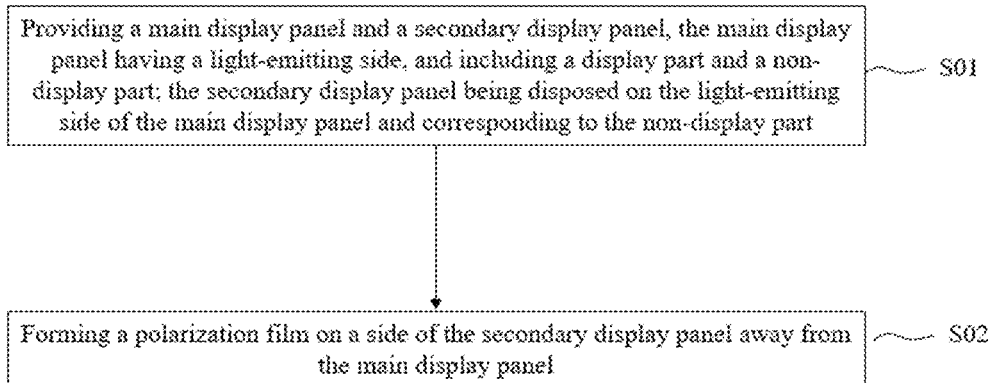 Providing a main display panel and a secondary display panel, the main display
panel having a light-emitting side, and including a display part and a non-
display part; the secondary display panel being disposed on the light-emitting
side of the main display panel and corresponding to the non-display part
S01
Forming a polarization film on a side of the secondary display panel away from
the main display panel
S02